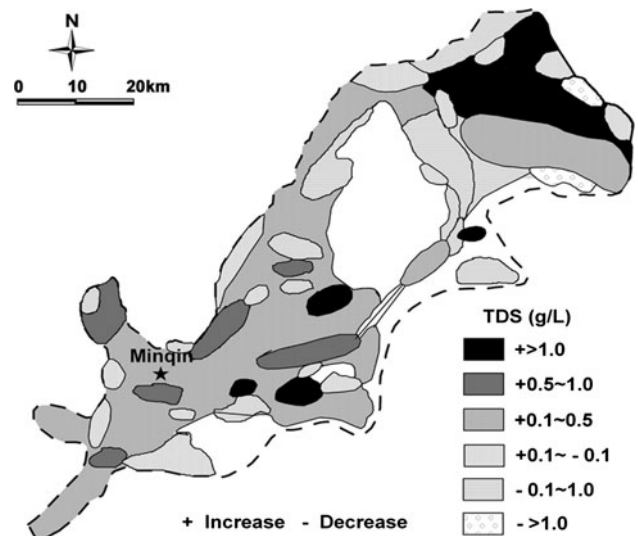 N
0 10 20km
Minqin
TDS (g/L)
+>1.0
+0.5~1.0
+0.1~0.5
+0.1~ - 0.1
- 0.1~1.0
- >1.0
+ Increase - Decrease